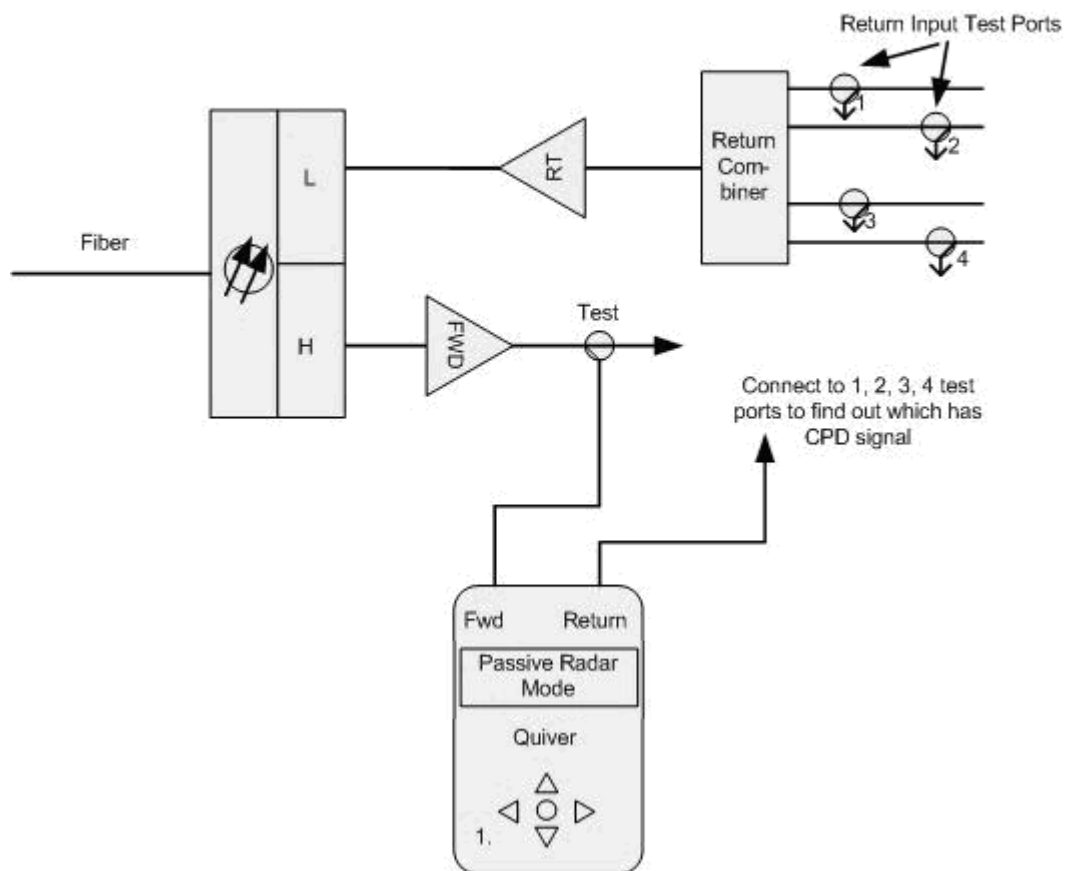 Return Input Test Ports
1
2
Return
Com-
biner
RT
L
3
4
Fiber
H
FWD
Test
Connect to 1, 2, 3, 4 test
ports to find out which has
CPD signal
Fwd
Return
Passive Radar
Mode
Quiver
1.